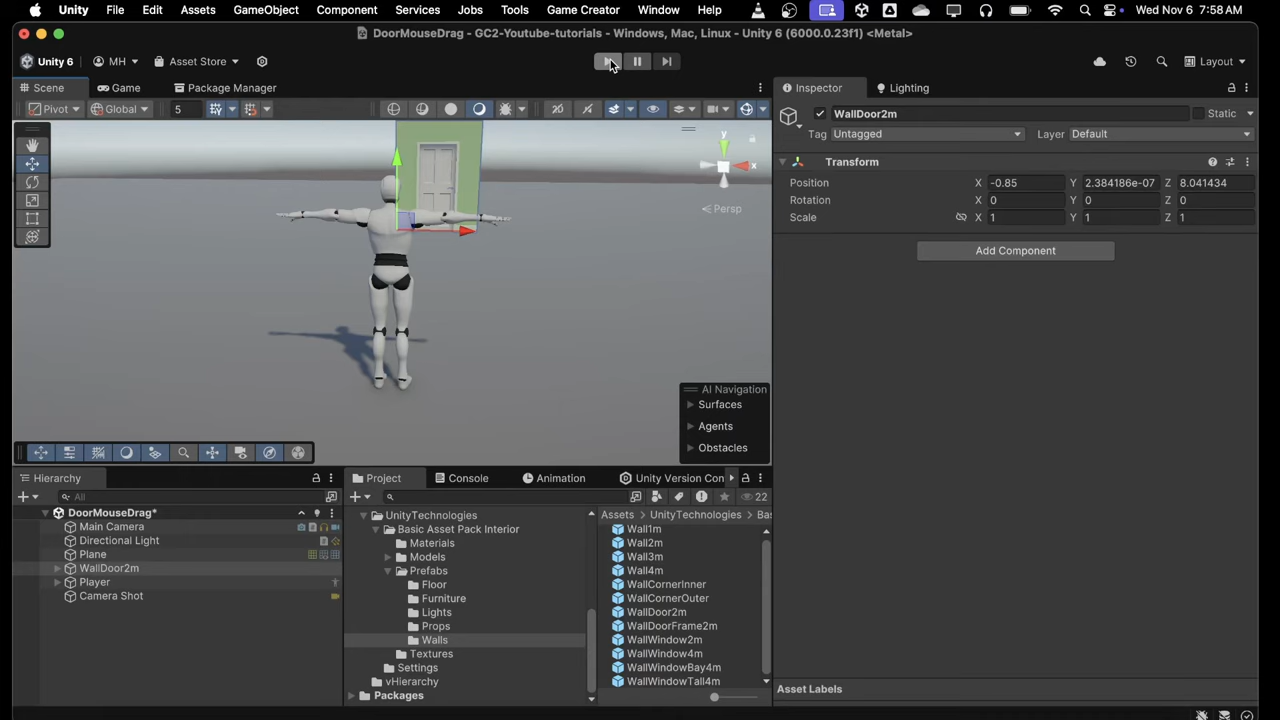 Unity File Edit Assets GameObject Component Services Jobs Tools Game Creator Window Help Wed Nov 6 7:58 AM
DoorMouseDrag - GC2-Youtube-tutorials - Windows, Mac, Linux - Unity 6 (6000.0.23f1) <Metal>
Unity 6 MH Asset Store Layout
Scene Game Package Manager
Pivot Global 5 2D
y
x
Persp
AI Navigation
Surfaces
Agents
Obstacles
Inspector Lighting
WallDoor2m Static
Tag Untagged Layer Default
Transform
Position X -0.85 Y 2.384186e-07 Z 8.041434
Rotation X 0 Y 0 Z 0
Scale X 1 Y 1 Z 1
Add Component
Asset Labels
Hierarchy
All
DoorMouseDrag*
Main Camera
Directional Light
Plane
WallDoor2m
Player
Camera Shot
Project Console Animation Unity Version Con
22
UnityTechnologies
Basic Asset Pack Interior
Materials
Models
Prefabs
Floor
Furniture
Lights
Props
Walls
Textures
Settings
vHierarchy
Packages
Assets UnityTechnologies Bas
Wall1m
Wall2m
Wall3m
Wall4m
WallCornerInner
WallCornerOuter
WallDoor2m
WallDoorFrame2m
WallWindow2m
WallWindow4m
WallWindowBay4m
WallWindowTall4m